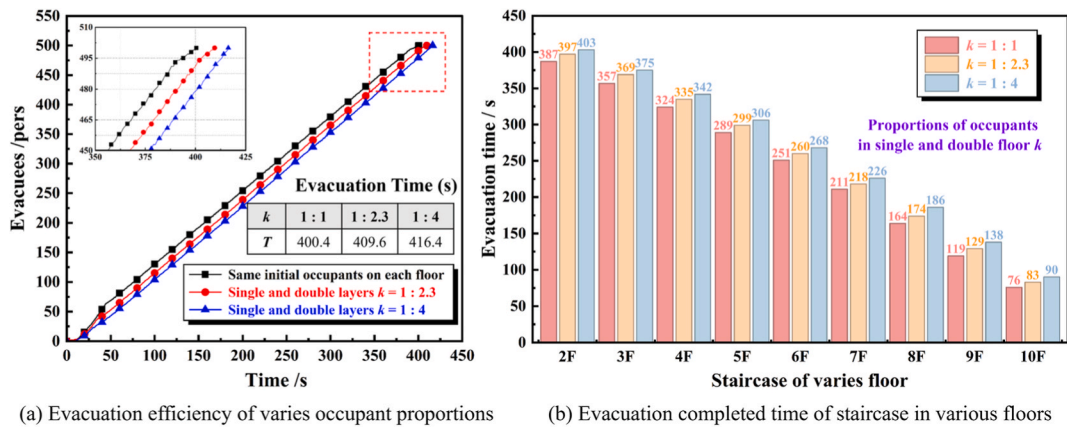 Evacuees /pers
550
500
450
400
350
300
250
200
150
100
50
0
510
495
480
465
450
350
375
400
425
Evacuation Time (s)
k 1 : 1 1 : 2.3 1 : 4
T 400.4 409.6 416.4
Same initial occupants on each floor
Single and double layers k = 1 : 2.3
Single and double layers k = 1 : 4
0 50 100 150 200 250 300 350 400 450
Time /s
(a) Evacuation efficiency of varies occupant proportions
Evacuation time / s
450
400
350
300
250
200
150
100
50
0
k = 1 : 1
k = 1 : 2.3
k = 1 : 4
Proportions of occupants
in single and double floor k
387 397 403
357 369 375
324 335 342
289 299 306
251 260 268
211 218 226
164 174 186
119 129 138
76 83 90
2F 3F 4F 5F 6F 7F 8F 9F 10F
Staircase of varies floor
(b) Evacuation completed time of staircase in various floors